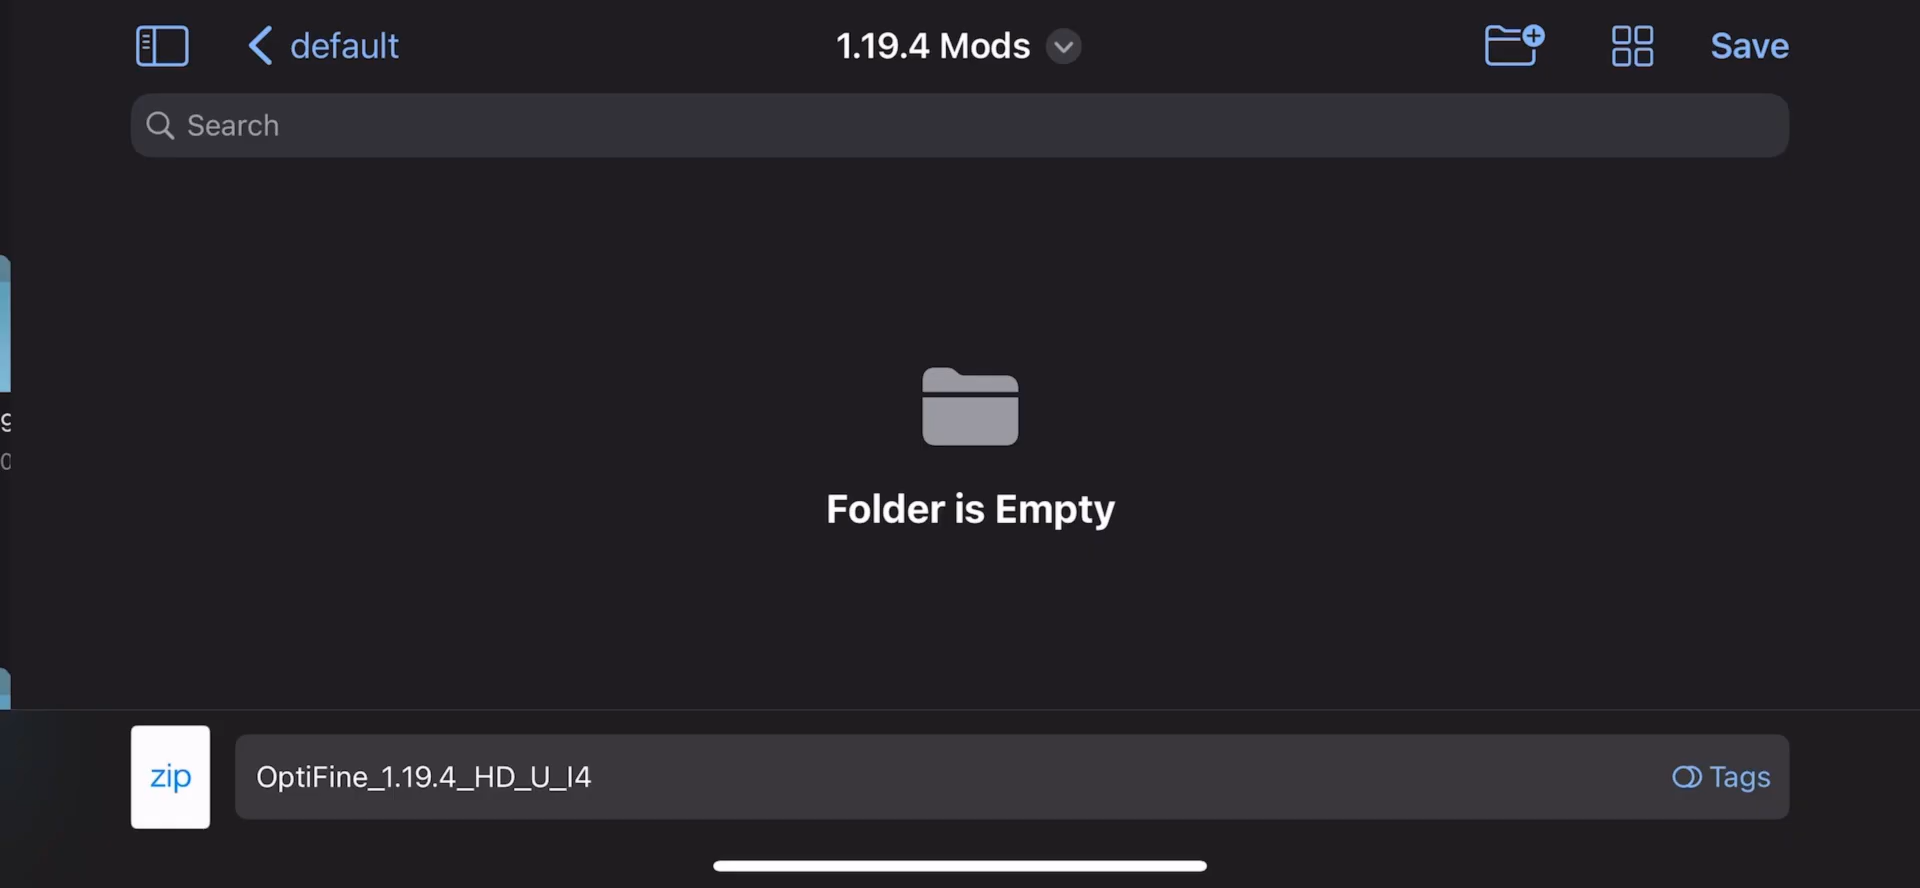 default
1.19.4 Mods
Save
Search
Folder is Empty
zip
OptiFine_1.19.4_HD_U_I4
Tags